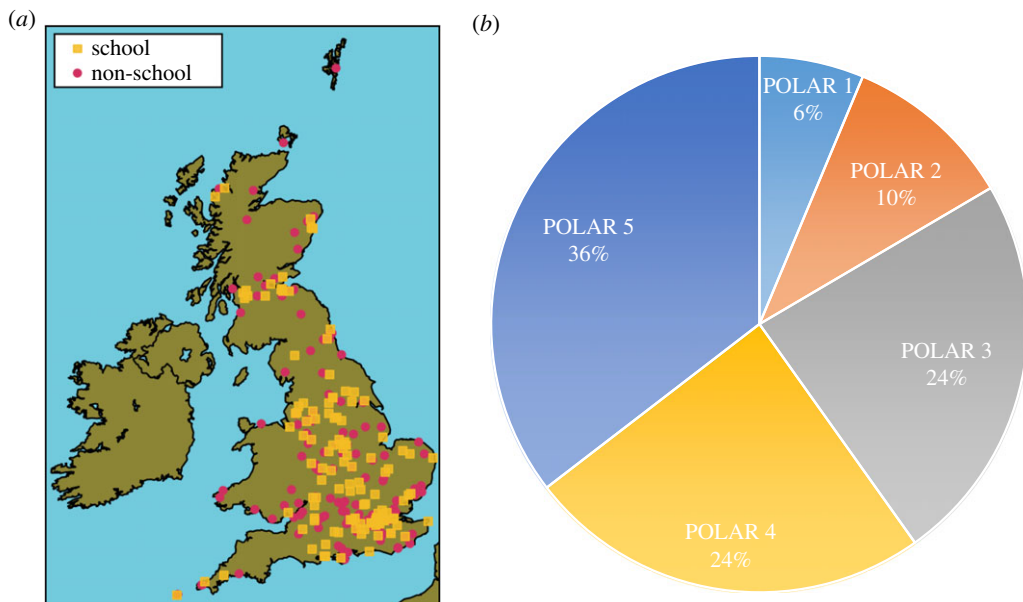 (a)
school
non-school
(b)
POLAR 1
6%
POLAR 2
10%
POLAR 3
24%
POLAR 4
24%
POLAR 5
36%